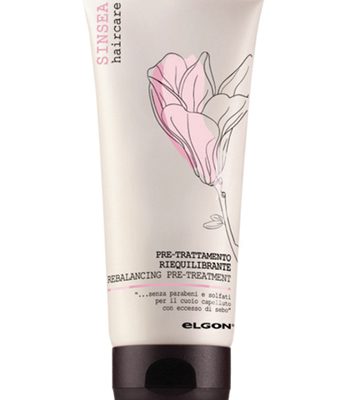 SINSEA
haircare
PRE-TRATTAMENTO
RIEQUILIBRANTE
REBALANCING PRE-TREATMENT
"...senza parabeni e solfati
per il cuoio capelluto
con eccesso di sebo"
eLGON®